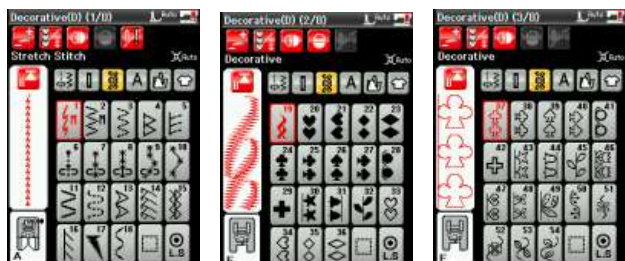 Decorative(D) (1/8) L Auto
Stretch Stitch Auto
A
1 2 3 4 5
M M
6 7 8 9 10
11 12 13 14 15
16 17 18
L.S
A
Decorative(D) (2/8) L Auto
Decorative Auto
A
19 20 21 22 23
24 25 26 27 28
29 30 31 32 33
34 35 36
L.S
F
Decorative(D) (3/8) L Auto
Decorative Auto
A
37 38 39 40 41
42 43 44 45 46
47 48 49 50 51
52 53 54
L.S
F